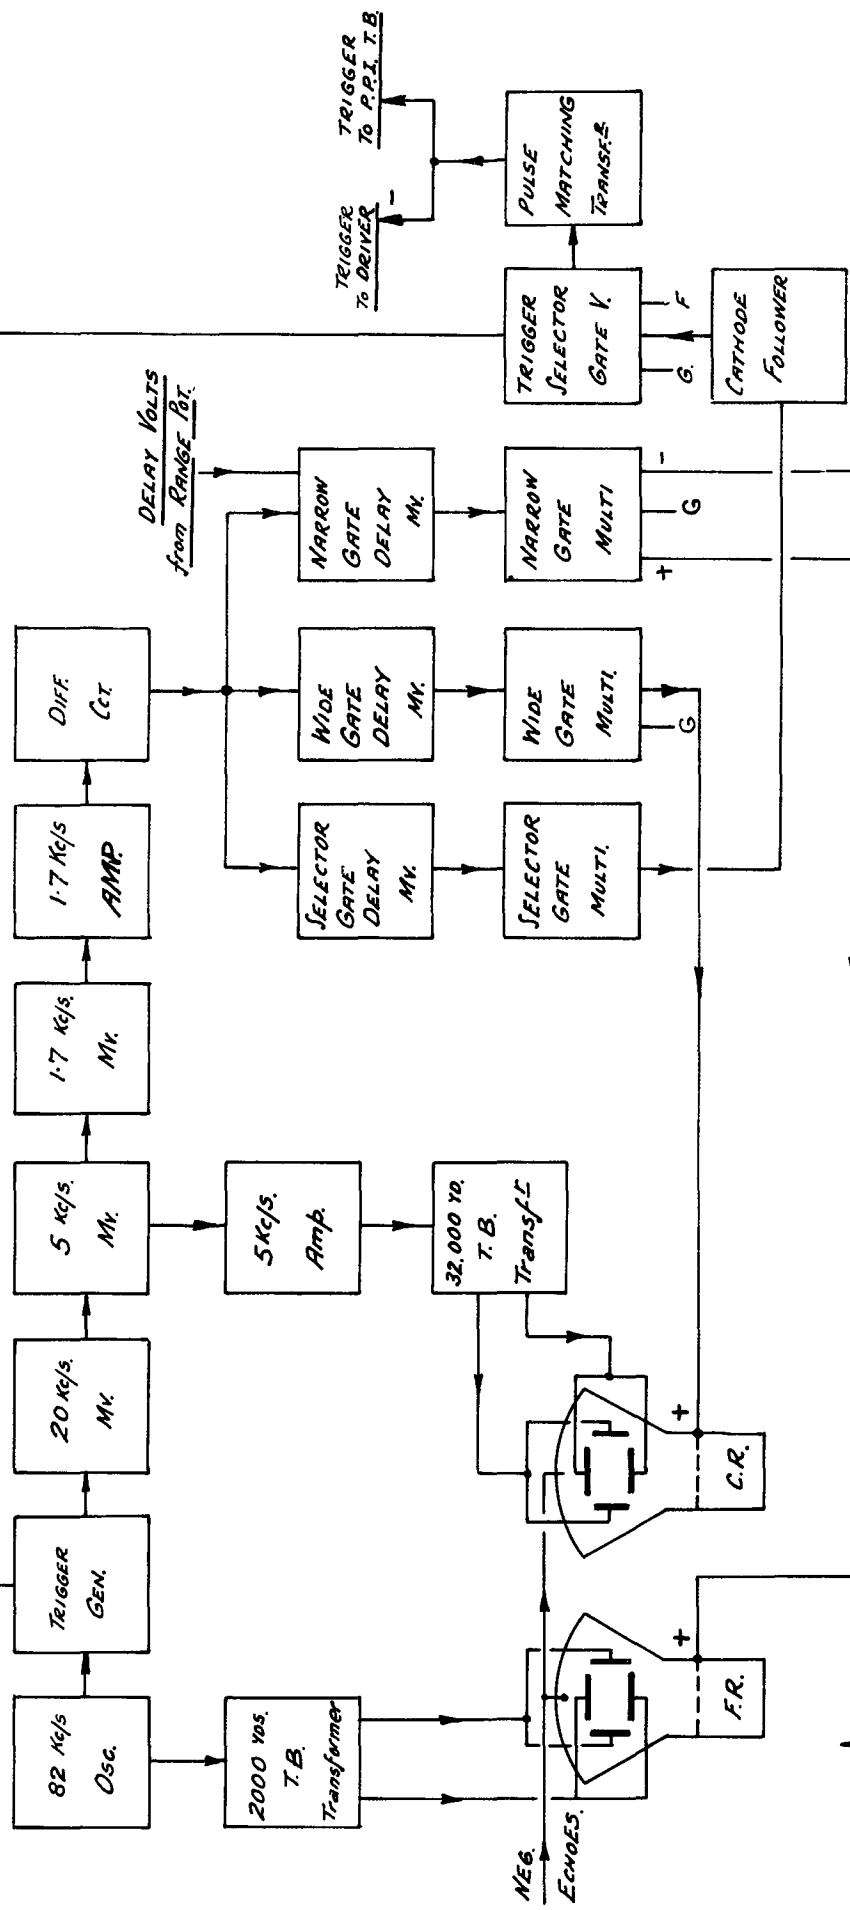 82 Kc/s
OSC.
TRIGGER
GEN.
20 Kc/s.
MV.
5 Kc/s.
MV.
1·7 Kc/s.
MV.
1·7 Kc/s
AMP.
DIFF.
CCT.
2000 YDS.
T.B.
Transformer
5 Kc/s.
Amp.
32,000 YD.
T.B.
Transfr
DELAY VOLTS
from RANGE POT.
SELECTOR
GATE
DELAY
MV.
WIDE
GATE
DELAY
MV.
NARROW
GATE
DELAY
MV.
SELECTOR
GATE
MULTI.
WIDE
GATE
MULTI.
G
NARROW
GATE
MULTI
+
G
-
TRIGGER
SELECTOR
GATE V.
G.
F
CATHODE
FOLLOWER
PULSE
MATCHING
TRANSFR.
TRIGGER
To DRIVER
-
TRIGGER
To P.P.I. T.B.
NEG.
ECHOES.
+
F.R.
+
C.R.